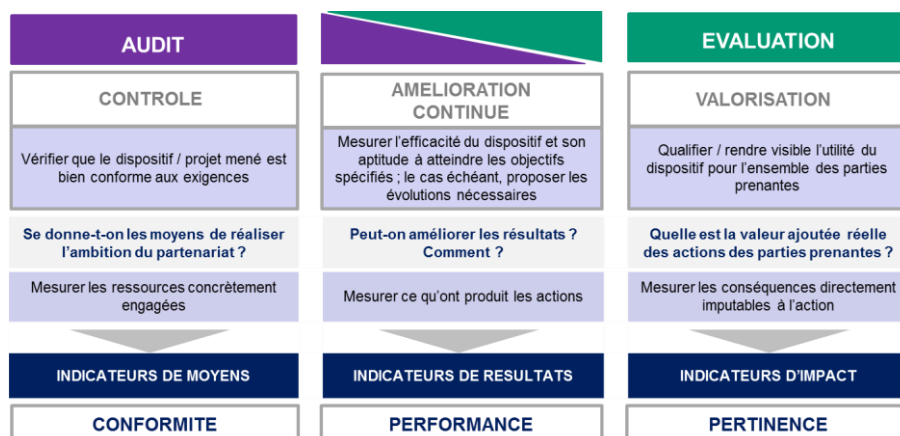 AUDIT
CONTROLE
Vérifier que le dispositif / projet mené est
bien conforme aux exigences
Se donne-t-on les moyens de réaliser
l'ambition du partenariat ?
Mesurer les ressources concrètement
engagées
INDICATEURS DE MOYENS
CONFORMITE
AMELIORATION
CONTINUE
Mesurer l'efficacité du dispositif et son
aptitude à atteindre les objectifs
spécifiés ; le cas échéant, proposer les
évolutions nécessaires
Peut-on améliorer les résultats ?
Comment ?
Mesurer ce qu'ont produit les actions
INDICATEURS DE RESULTATS
PERFORMANCE
EVALUATION
VALORISATION
Qualifier / rendre visible l'utilité du
dispositif pour l'ensemble des parties
prenantes
Quelle est la valeur ajoutée réelle
des actions des parties prenantes ?
Mesurer les conséquences directement
imputables à l'action
INDICATEURS D'IMPACT
PERTINENCE